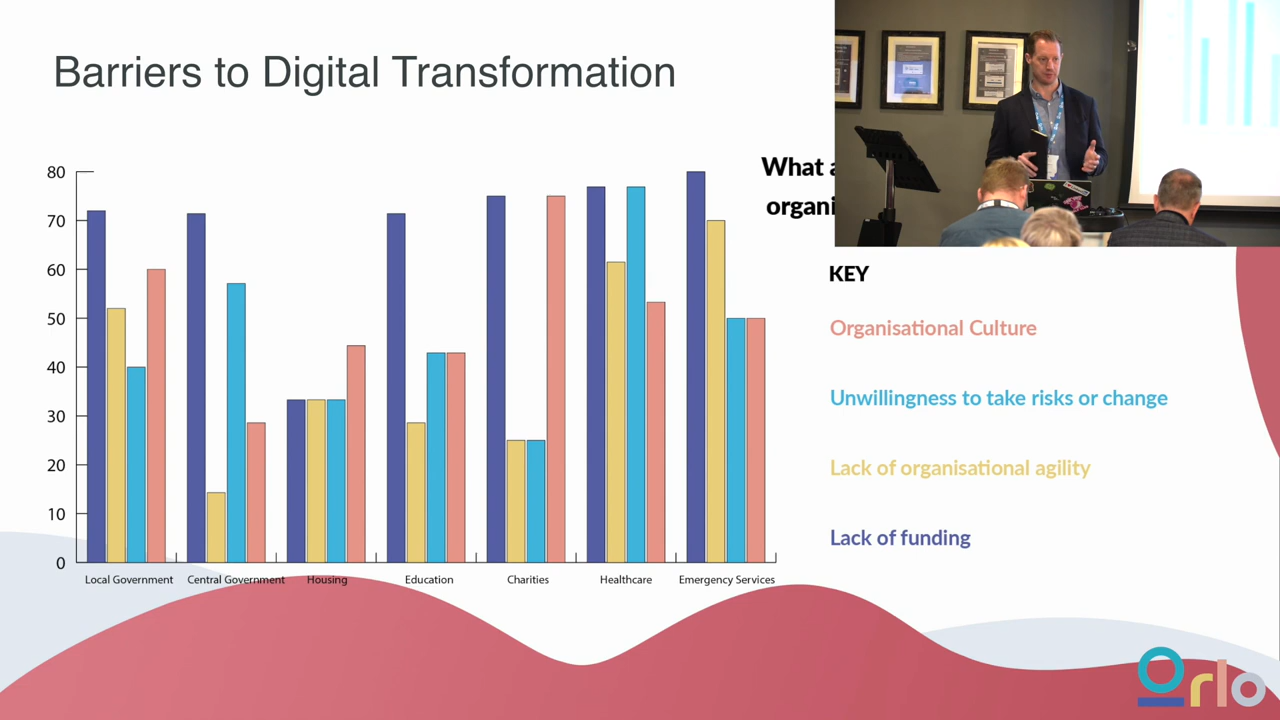 Barriers to Digital Transformation
What
organi
80
70
60
50
40
30
20
10
0
Local Government
Central Government
Housing
Education
Charities
Healthcare
Emergency Services
KEY
Organisational Culture
Unwillingness to take risks or change
Lack of organisational agility
Lack of funding
Orlo